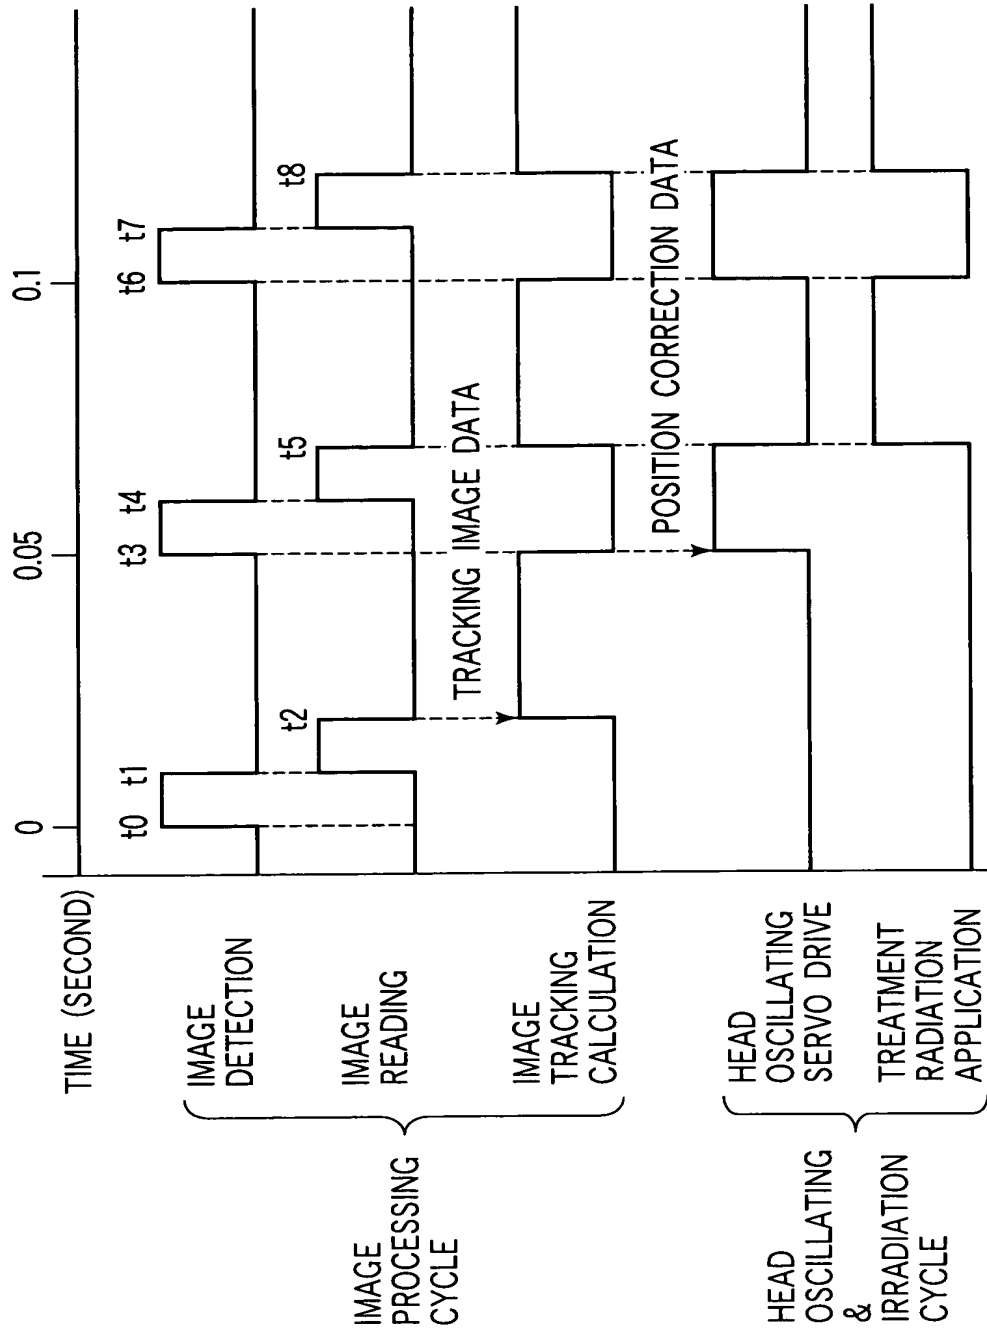 TIME (SECOND)
0
0.05
0.1
t0
t1
t3
t4
t6
t7
IMAGE
DETECTION
t2
t5
t8
IMAGE
READING
TRACKING IMAGE DATA
IMAGE
TRACKING
CALCULATION
IMAGE
PROCESSING
CYCLE
POSITION CORRECTION DATA
HEAD
OSCILLATING
SERVO DRIVE
TREATMENT
RADIATION
APPLICATION
HEAD
OSCILLATING
&
IRRADIATION
CYCLE